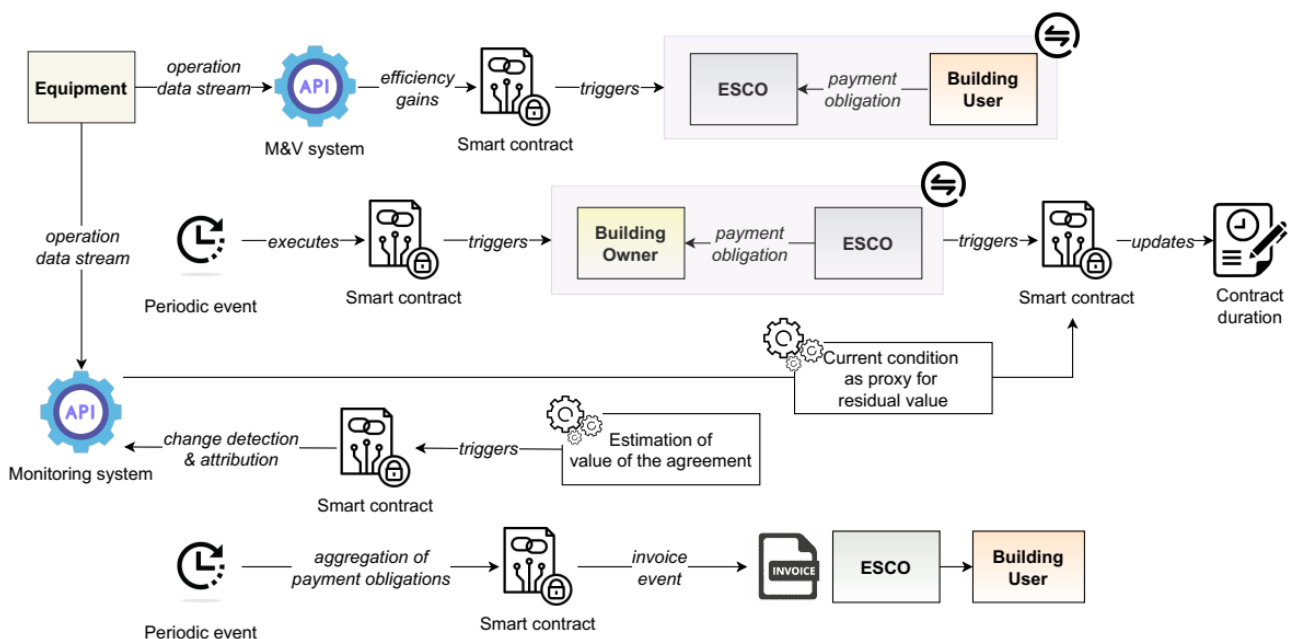 Equipment
operation
data stream
API
M&V system
efficiency
gains
Smart contract
triggers
ESCO
payment
obligation
Building
User
operation
data stream
Periodic event
executes
Smart contract
triggers
Building
Owner
payment
obligation
ESCO
triggers
Smart contract
updates
Contract
duration
Current condition
as proxy for
residual value
API
Monitoring system
change detection
& attribution
Smart contract
triggers
Estimation of
value of the agreement
Periodic event
aggregation of
payment obligations
Smart contract
invoice
event
INVOICE
ESCO
Building
User